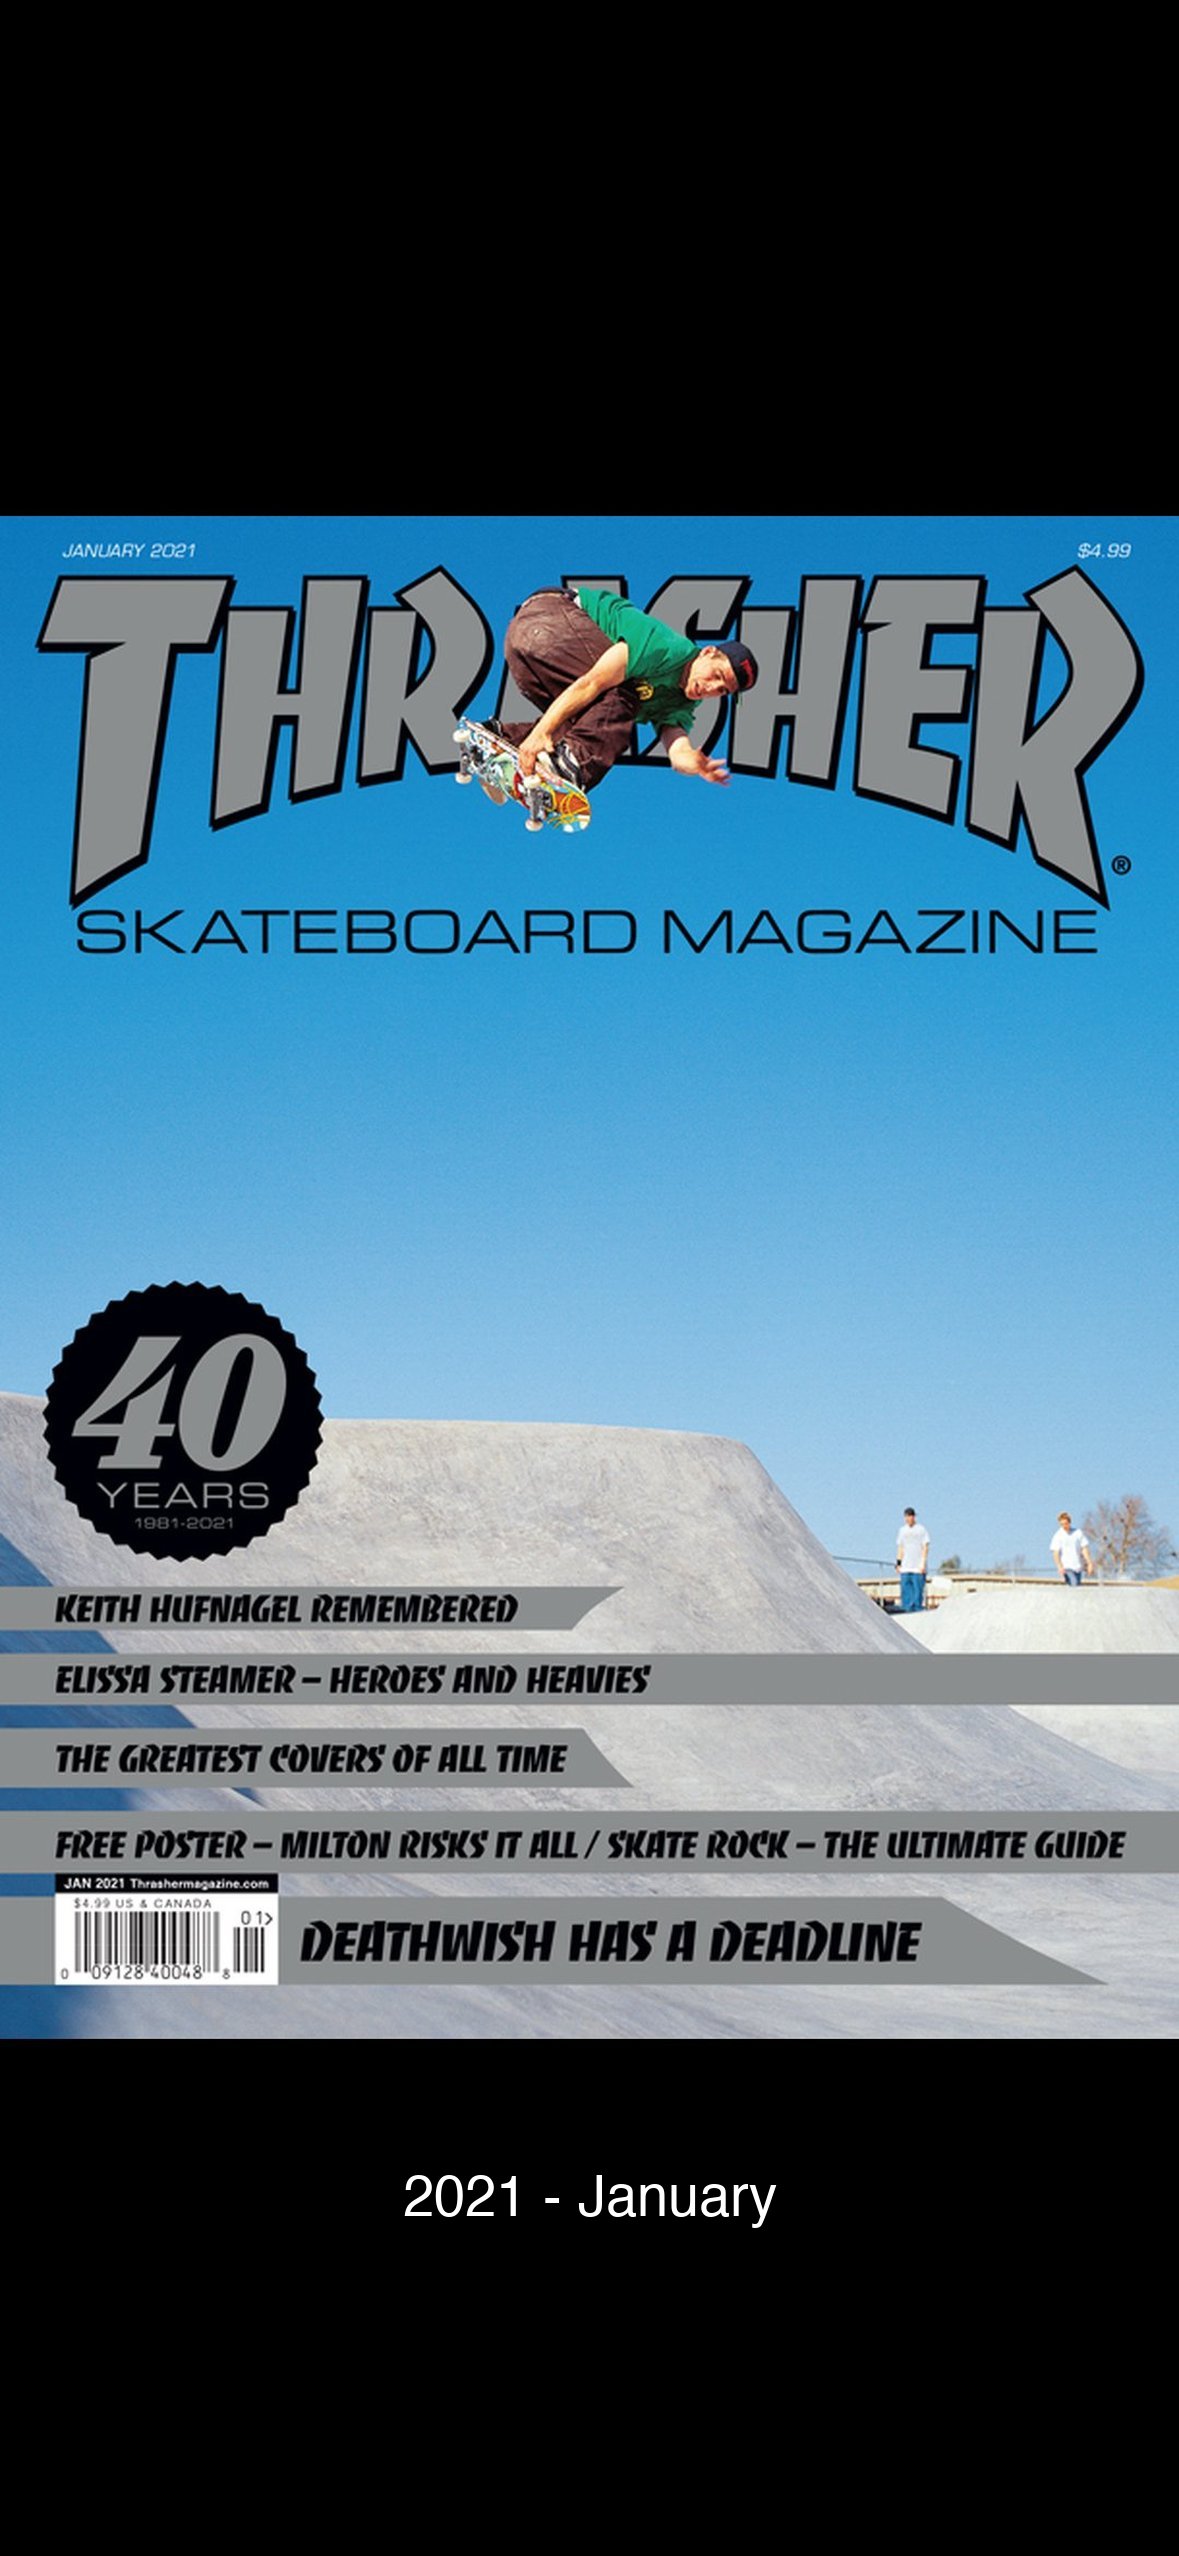 JANUARY 2021
$4.99
THRASHER
®
SKATEBOARD MAGAZINE
40
YEARS
1981-2021
KEITH HUFNAGEL REMEMBERED
ELISSA STEAMER – HEROES AND HEAVIES
THE GREATEST COVERS OF ALL TIME
FREE POSTER – MILTON RISKS IT ALL / SKATE ROCK – THE ULTIMATE GUIDE
JAN 2021 Thrashermagazine.com
$4.99 US & CANADA
01>
0 09128 40048 8
DEATHWISH HAS A DEADLINE
2021 - January